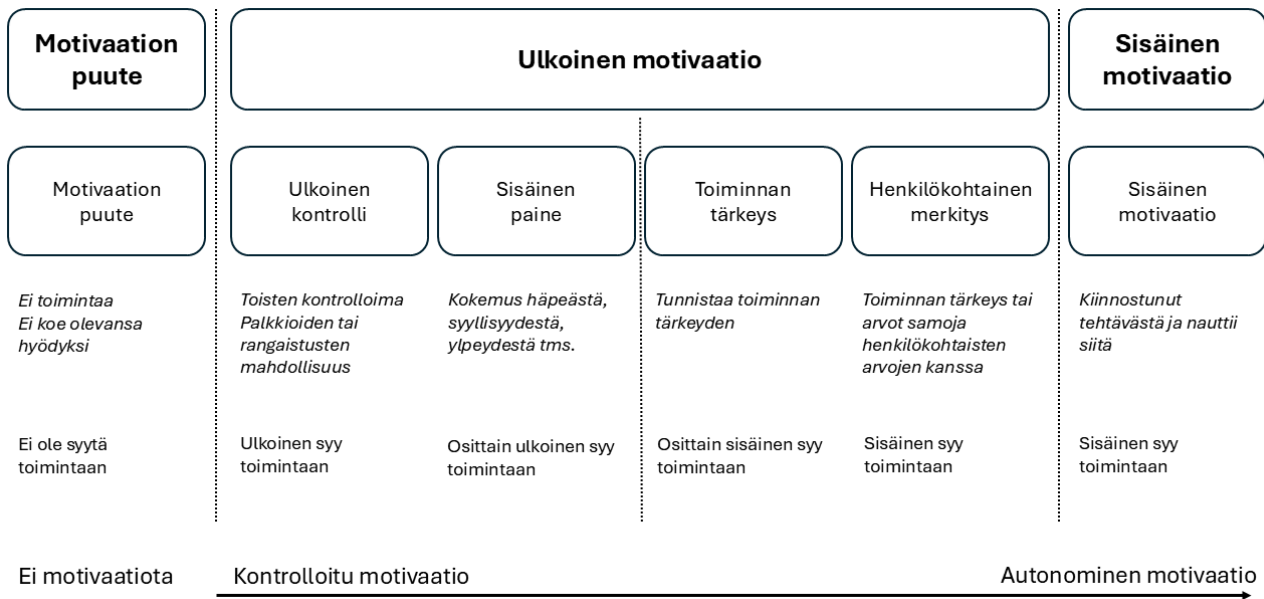 Motivaation
puute
Ulkoinen motivaatio
Sisäinen
motivaatio
Motivaation
puute
Ulkoinen
kontrolli
Sisäinen
paine
Toiminnan
tärkeys
Henkilökohtainen
merkitys
Sisäinen
motivaatio
Ei toimintaa
Ei koe olevansa
hyödyksi
Toisten kontrolloima
Palkkioiden tai
rangaistusten
mahdollisuus
Kokemus häpeästä,
syyllisyydestä,
ylpeydestä tms.
Tunnistaa toiminnan
tärkeyden
Toiminnan tärkeys tai
arvot samoja
henkilökohtaisten
arvojen kanssa
Kiinnostunut
tehtävästä ja nauttii
siitä
Ei ole syytä
toimintaan
Ulkoinen syy
toimintaan
Osittain ulkoinen syy
toimintaan
Osittain sisäinen syy
toimintaan
Sisäinen syy
toimintaan
Sisäinen syy
toimintaan
Ei motivaatiota
Kontrolloitu motivaatio
Autonominen motivaatio